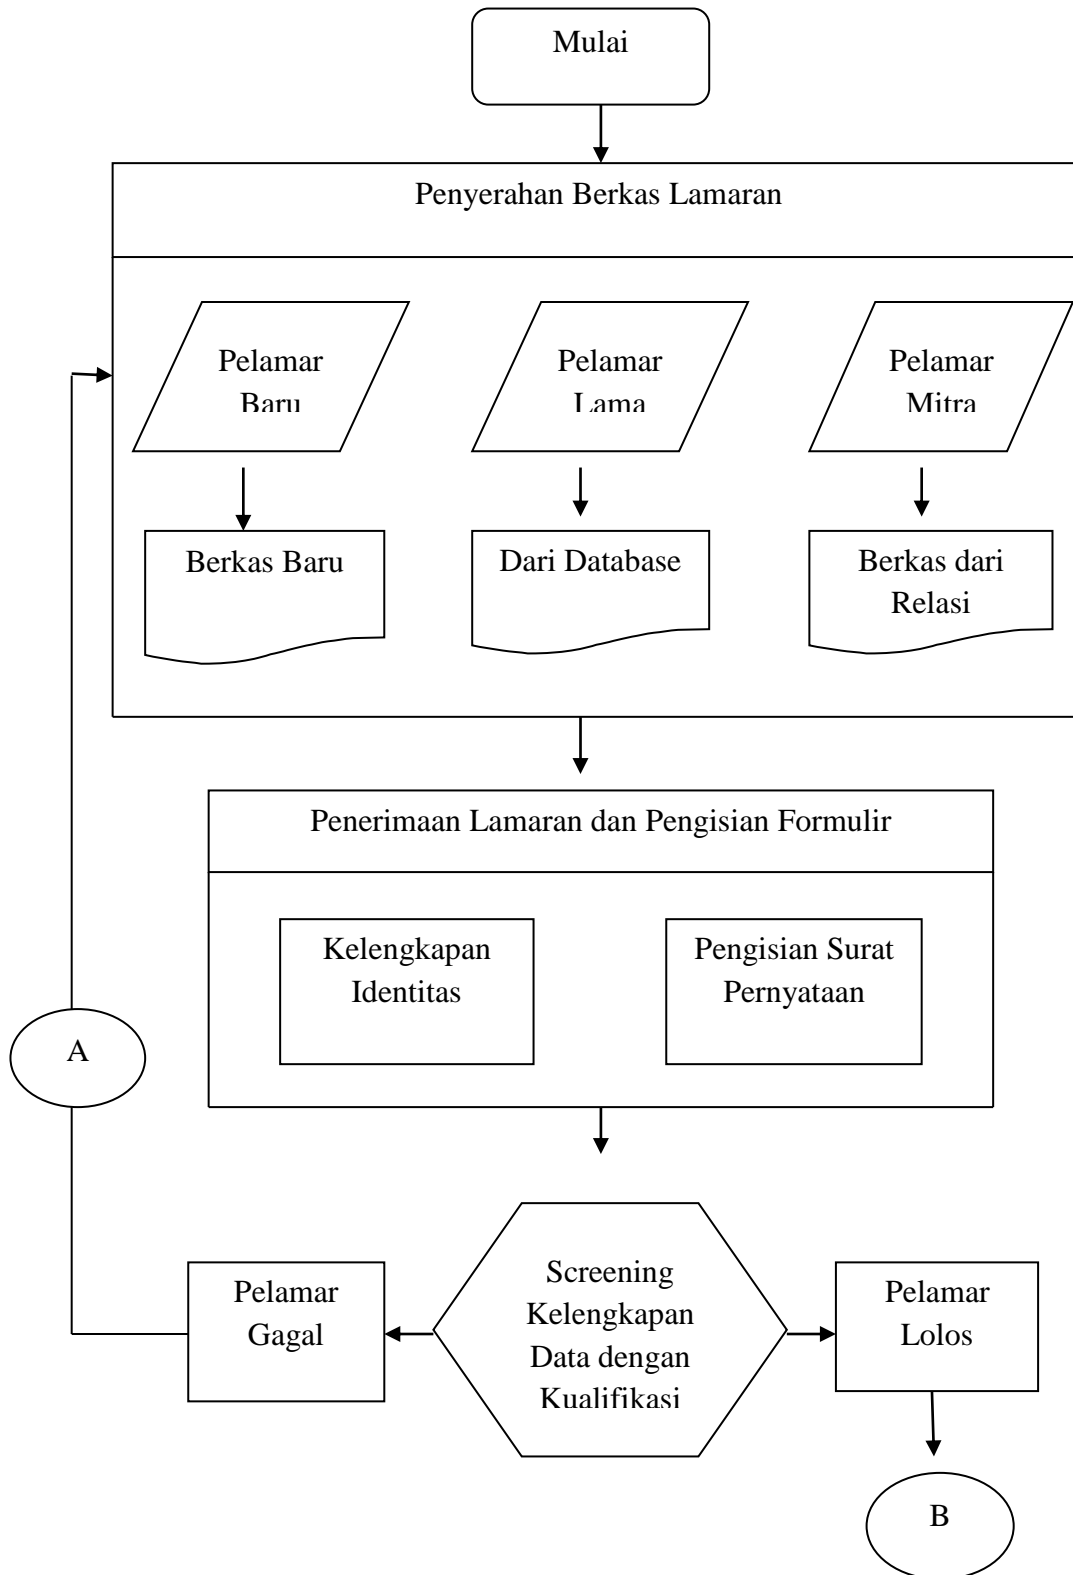 Mulai
Penyerahan Berkas Lamaran
Pelamar
Baru
Pelamar
Lama
Pelamar
Mitra
Berkas Baru
Dari Database
Berkas dari
Relasi
Penerimaan Lamaran dan Pengisian Formulir
Kelengkapan
Identitas
Pengisian Surat
Pernyataan
A
Pelamar
Gagal
Screening
Kelengkapan
Data dengan
Kualifikasi
Pelamar
Lolos
B